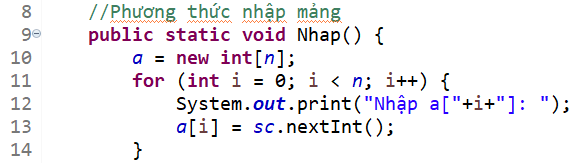 8 //Phương thức nhập mảng
9 public static void Nhap() {
10 a = new int[n];
11 for (int i = 0; i < n; i++) {
12 System.out.print("Nhập a["+i+"]: ");
13 a[i] = sc.nextInt();
14 }